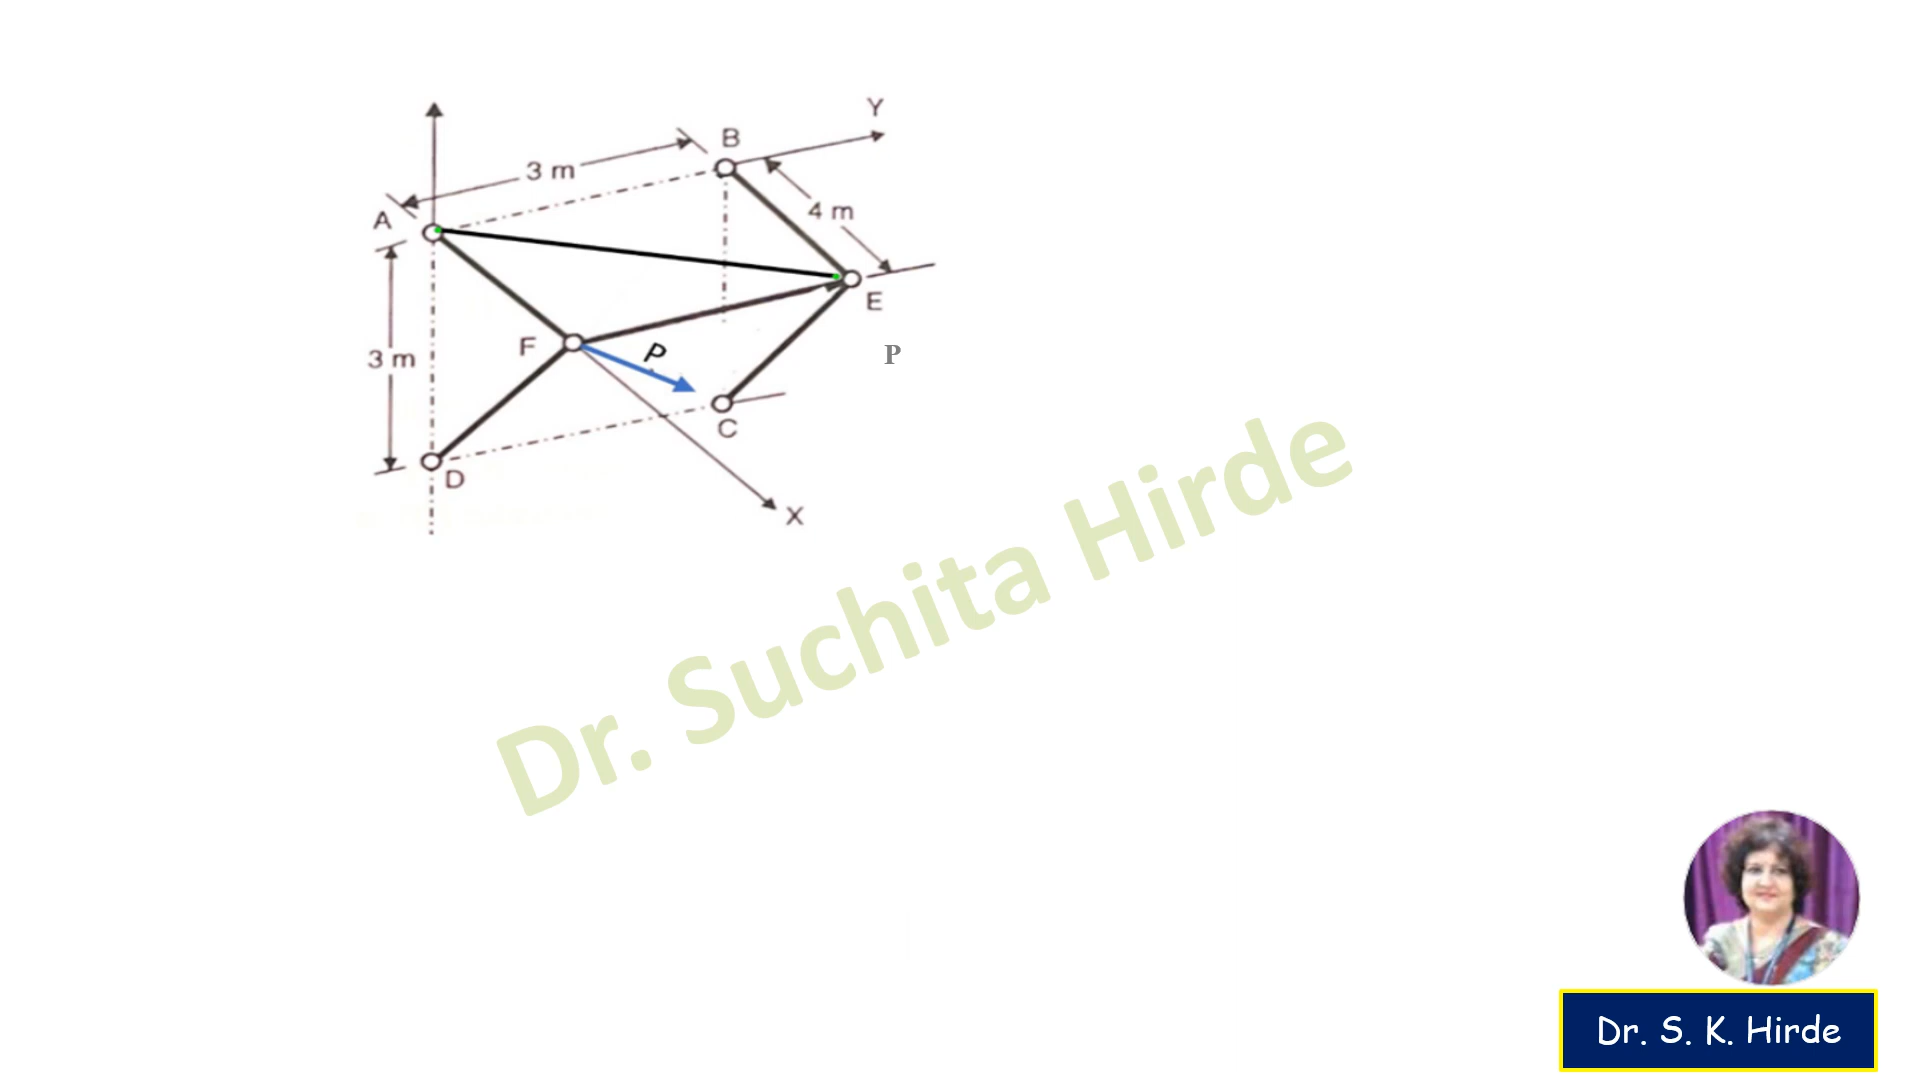 Y
B
3 m
4 m
A
E
F
P
P
3 m
C
D
X
Dr. Suchita Hirde
Dr. S. K. Hirde